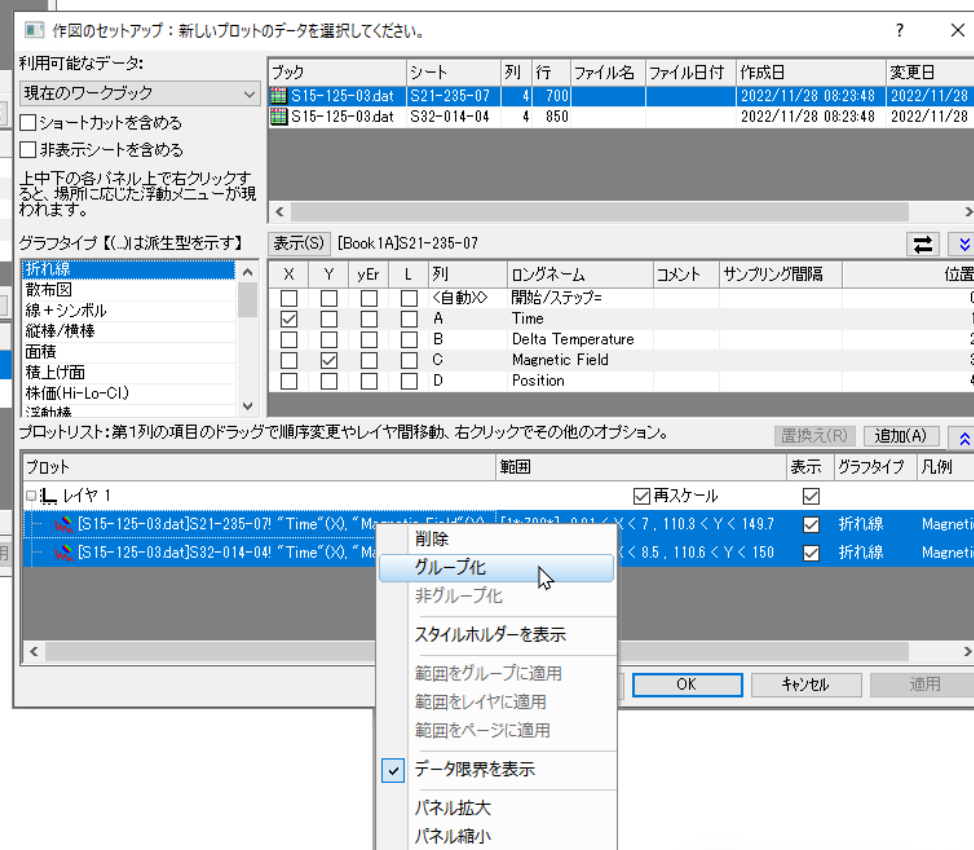 作図のセットアップ：新しいプロットのデータを選択してください。 ?
利用可能なデータ:
現在のワークブック
ショートカットを含める
非表示シートを含める
上中下の各パネル上で右クリックす
ると、場所に応じた浮動メニューが現
われます。
ブック シート 列 行 ファイル名 ファイル日付 作成日 変更日
S15-125-03.dat S21-235-07 4 700 2022/11/28 08:23:48 2022/11/28
S15-125-03.dat S32-014-04 4 850 2022/11/28 08:23:48 2022/11/28
グラフタイプ【(...)は派生型を示す】
折れ線
散布図
線＋シンボル
縦棒/横棒
面積
積上げ面
株価(Hi-Lo-Cl.)
浮動棒
表示(S) [Book1A]S21-235-07
X Y yEr L 列 ロングネーム コメント サンプリング間隔 位置
<自動X> 開始/ステップ= 0
A Time 1
B Delta Temperature 2
C Magnetic Field 3
D Position 4
プロットリスト：第1列の項目のドラッグで順序変更やレイヤ間移動、右クリックでその他のオプション。
置換え(R) 追加(A)
プロット 範囲 表示 グラフタイプ 凡例
レイヤ 1 再スケール
[S15-125-03.dat]S21-235-07! "Time"(X), "Magnetic Field"(Y) [1*:700*] 0.01 < X < 7 , 110.3 < Y < 149.7 折れ線 Magneti
[S15-125-03.dat]S32-014-04! "Time"(X), "Ma < 8.5 , 110.6 < Y < 150 折れ線 Magneti
削除
グループ化
非グループ化
スタイルホルダーを表示
範囲をグループに適用
範囲をレイヤに適用
範囲をページに適用
データ限界を表示
パネル拡大
パネル縮小
OK キャンセル 適用